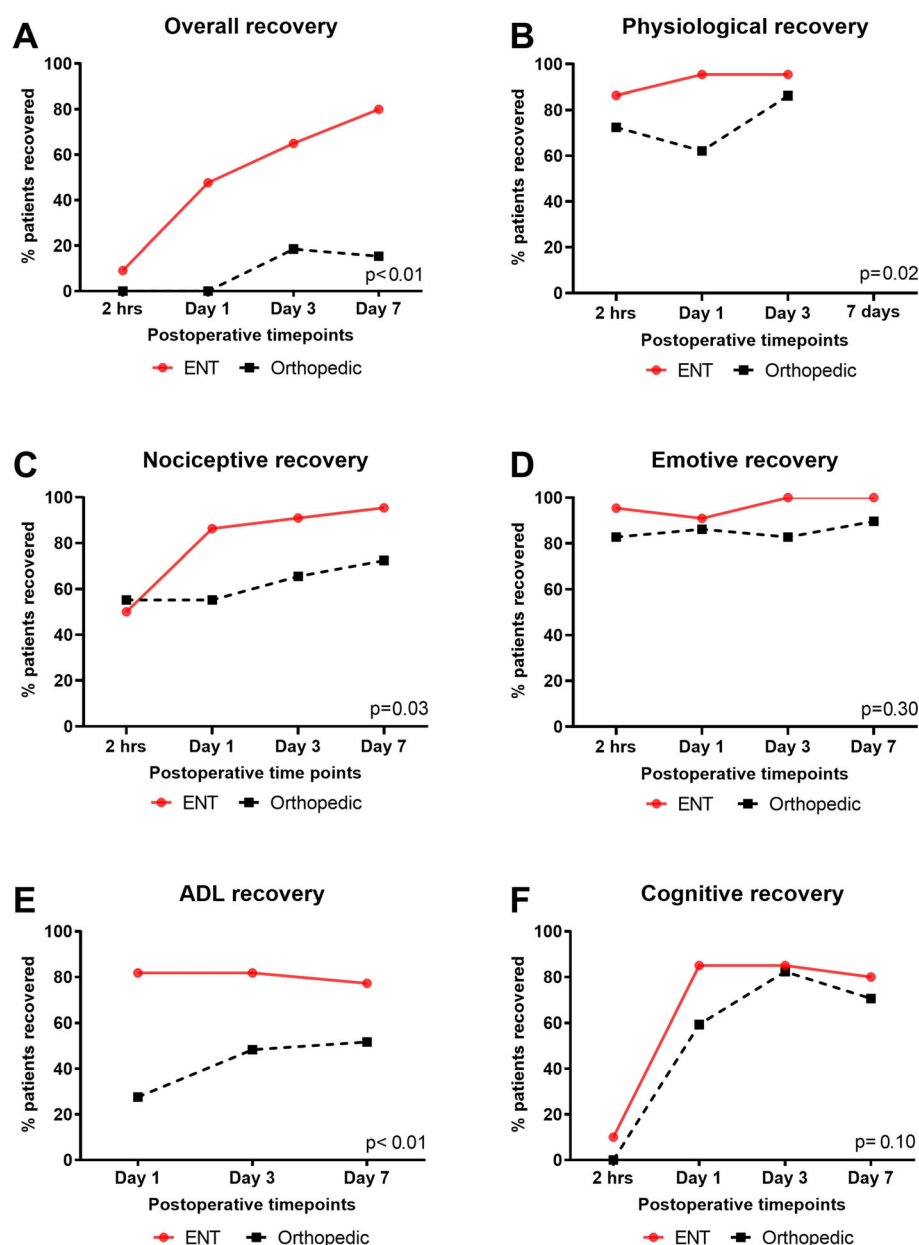 A
Overall recovery
% patients recovered
100
80
60
40
20
0
p<0.01
2 hrs Day 1 Day 3 Day 7
Postoperative timepoints
ENT Orthopedic
B
Physiological recovery
% patients recovered
100
80
60
40
20
0
p=0.02
2 hrs Day 1 Day 3 7 days
Postoperative timepoints
ENT Orthopedic
C
Nociceptive recovery
% patients recovered
100
80
60
40
20
0
p=0.03
2 hrs Day 1 Day 3 Day 7
Postoperative time points
ENT Orthopedic
D
Emotive recovery
% patients recovered
100
80
60
40
20
0
p=0.30
2 hrs Day 1 Day 3 Day 7
Postoperative timepoints
ENT Orthopedic
E
ADL recovery
% patients recovered
100
80
60
40
20
0
p<0.01
Day 1 Day 3 Day 7
Postoperative timepoints
ENT Orthopedic
F
Cognitive recovery
% patients recovered
100
80
60
40
20
0
p= 0.10
2 hrs Day 1 Day 3 Day 7
Postoperative timepoints
ENT Orthopedic